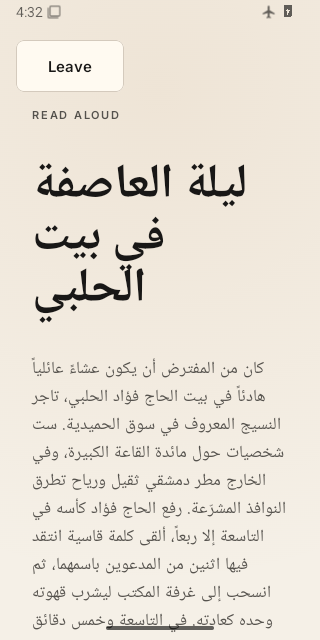 4:32
Leave
READ ALOUD
ليلة العاصفة
في بيت
الحلبي
كان من المفترض أن يكون عشاءً عائلياً
هادئاً في بيت الحاج فؤاد الحلبي، تاجر
النسيج المعروف في سوق الحميدية. ست
شخصيات حول مائدة القاعة الكبيرة، وفي
الخارج مطر دمشقي ثقيل ورياح تطرق
النوافذ المشرّعة. رفع الحاج فؤاد كأسه في
التاسعة إلا ربعاً، ألقى كلمة قاسية انتقد
فيها اثنين من المدعوين باسمهما، ثم
انسحب إلى غرفة المكتب ليشرب قهوته
وحده كعادته. في التاسعة وخمس دقائق